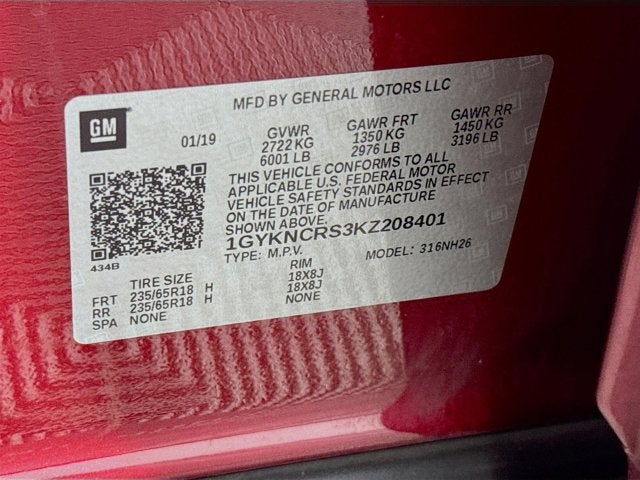 MFD BY GENERAL MOTORS LLC
GM
01/19 GVWR GAWR FRT GAWR RR
2722 KG 1350 KG 1450 KG
6001 LB 2976 LB 3196 LB
THIS VEHICLE CONFORMS TO ALL
APPLICABLE U.S. FEDERAL MOTOR
VEHICLE SAFETY STANDARDS IN EFFECT
ON THE DATE OF MANUFACTURE
SHOWN ABOVE.
1GYKNCRS3KZ208401
TYPE: M.P.V. MODEL: 316NH26
434B
TIRE SIZE RIM
FRT 235/65R18 H 18X8J
RR 235/65R18 H 18X8J
SPA NONE NONE